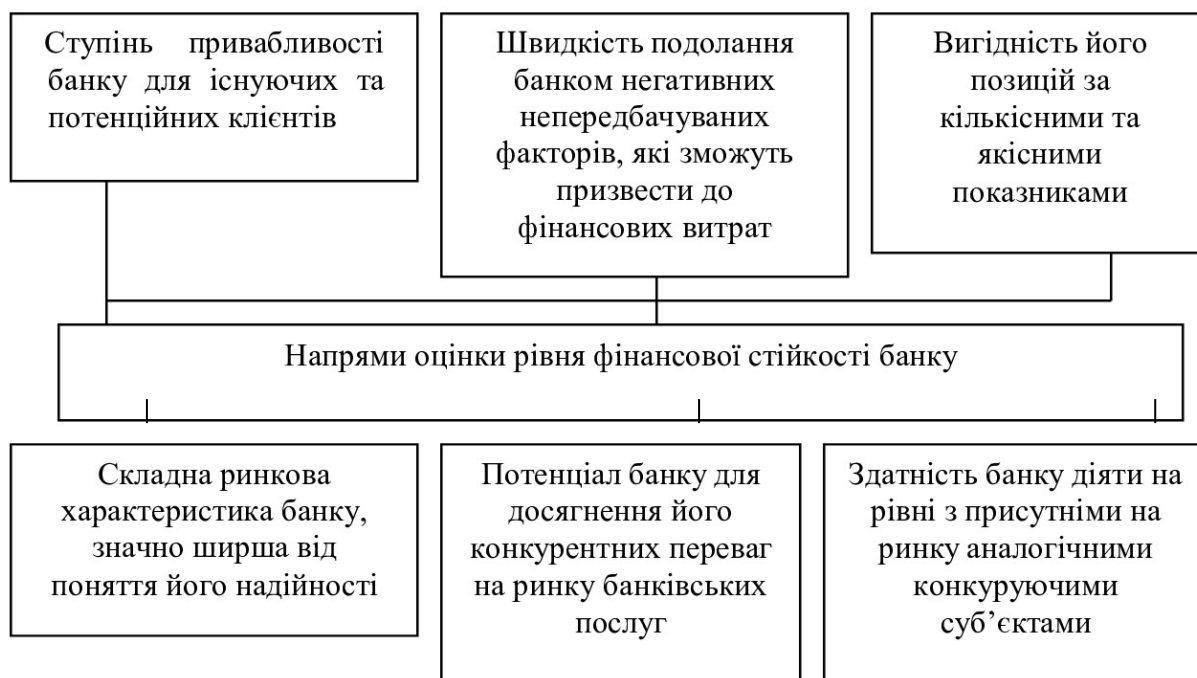 Ступінь привабливості
банку для існуючих та
потенційних клієнтів
Швидкість подолання
банком негативних
непередбачуваних
факторів, які зможуть
призвести до
фінансових витрат
Вигідність його
позицій за
кількісними та
якісними
показниками
Напрями оцінки рівня фінансової стійкості банку
Складна ринкова
характеристика банку,
значно ширша від
поняття його надійності
Потенціал банку для
досягнення його
конкурентних переваг
на ринку банківських
послуг
Здатність банку діяти на
рівні з присутніми на
ринку аналогічними
конкуруючими
суб’єктами